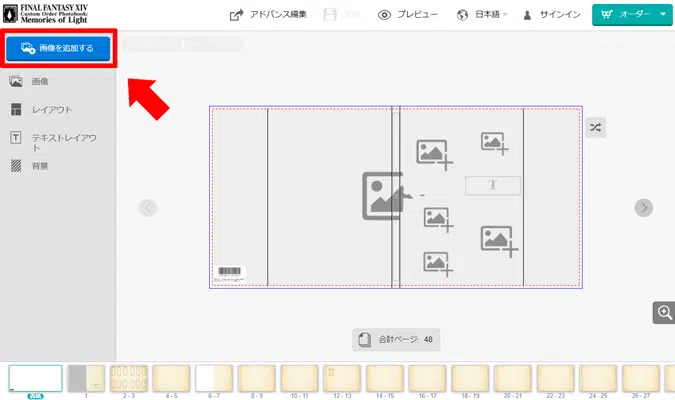 FINAL FANTASY XIV
Custom Order Photobook:
Memories of Light
アドバンス編集
プレビュー
日本語
サインイン
オーダー
画像を追加する
画像
レイアウト
テキストレイアウ
ト
背景
T
合計ページ 48
1
2 - 3
4 - 5
6 - 7
8 - 9
10 - 11
12 - 13
14 - 15
16 - 17
18 - 19
20 - 21
22 - 23
24 - 25
26 - 27